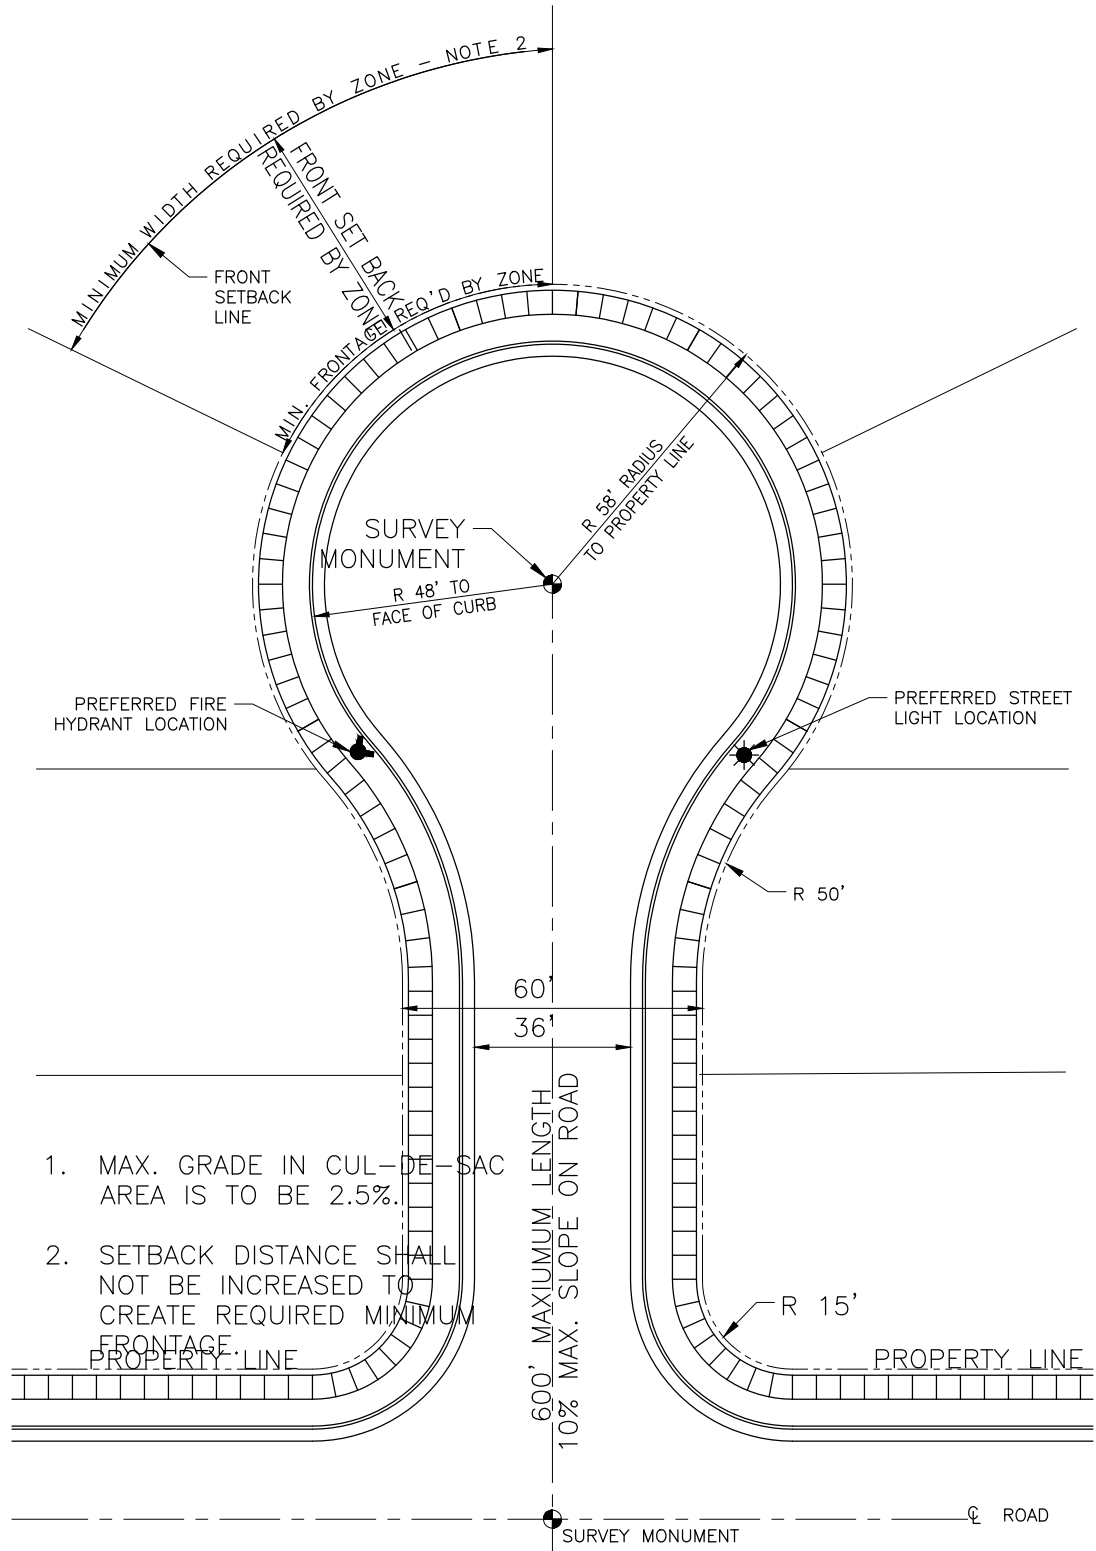 MINIMUM WIDTH REQUIRED BY ZONE - NOTE 2
FRONT SET BACK
REQUIRED BY ZONE
FRONT
SETBACK
LINE
MIN. FRONTAGE REQ'D BY ZONE
R 58' RADIUS
TO PROPERTY LINE
SURVEY
MONUMENT
R 48' TO
FACE OF CURB
PREFERRED FIRE
HYDRANT LOCATION
PREFERRED STREET
LIGHT LOCATION
R 50'
60'
36'
600' MAXIUMUM LENGTH
10% MAX. SLOPE ON ROAD
1. MAX. GRADE IN CUL-DE-SAC
AREA IS TO BE 2.5%.
2. SETBACK DISTANCE SHALL
NOT BE INCREASED TO
CREATE REQUIRED MINIMUM
FRONTAGE.
R 15'
PROPERTY LINE
PROPERTY LINE
℄ ROAD
SURVEY MONUMENT